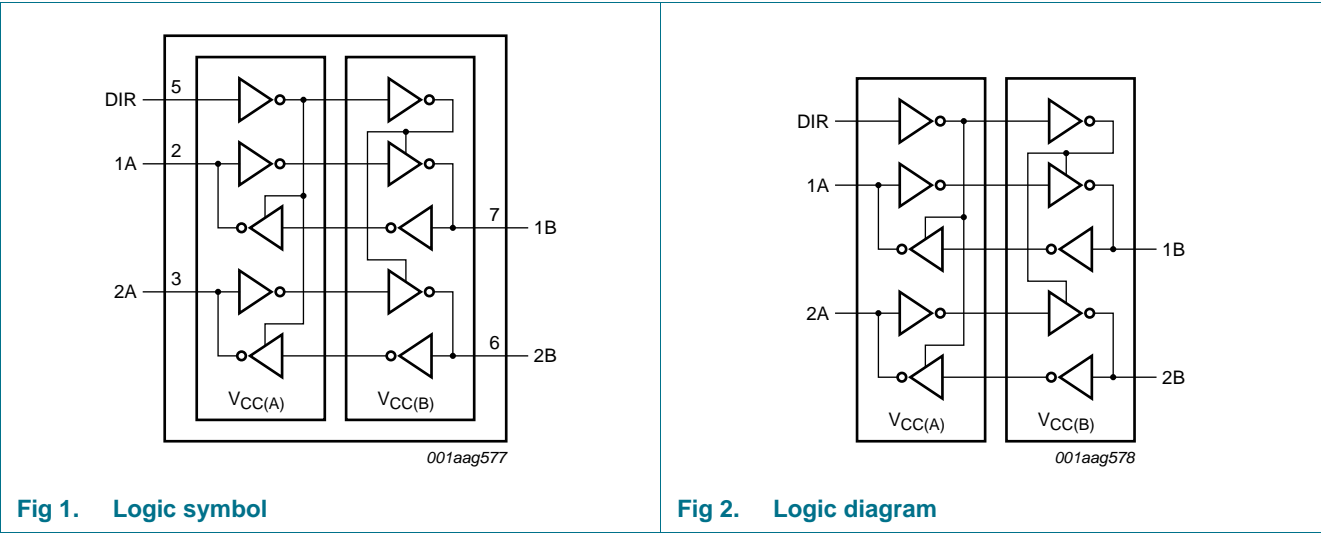 DIR 5
1A 2
7 1B
2A 3
6 2B
VCC(A) VCC(B)
001aag577
Fig 1. Logic symbol
DIR
1A
1B
2A
2B
VCC(A) VCC(B)
001aag578
Fig 2. Logic diagram